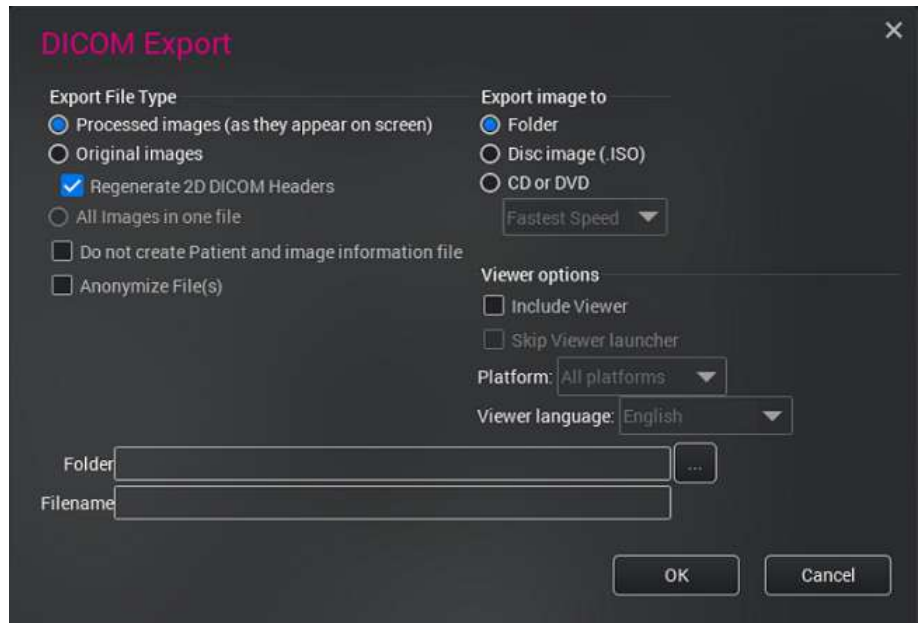 DICOM Export
Export File Type
Processed images (as they appear on screen)
Original images
Regenerate 2D DICOM Headers
All Images in one file
Do not create Patient and image information file
Anonymize File(s)
Export image to
Folder
Disc image (.ISO)
CD or DVD
Fastest Speed
Viewer options
Include Viewer
Skip Viewer launcher
Platform: All platforms
Viewer language: English
Folder ...
Filename
OK Cancel